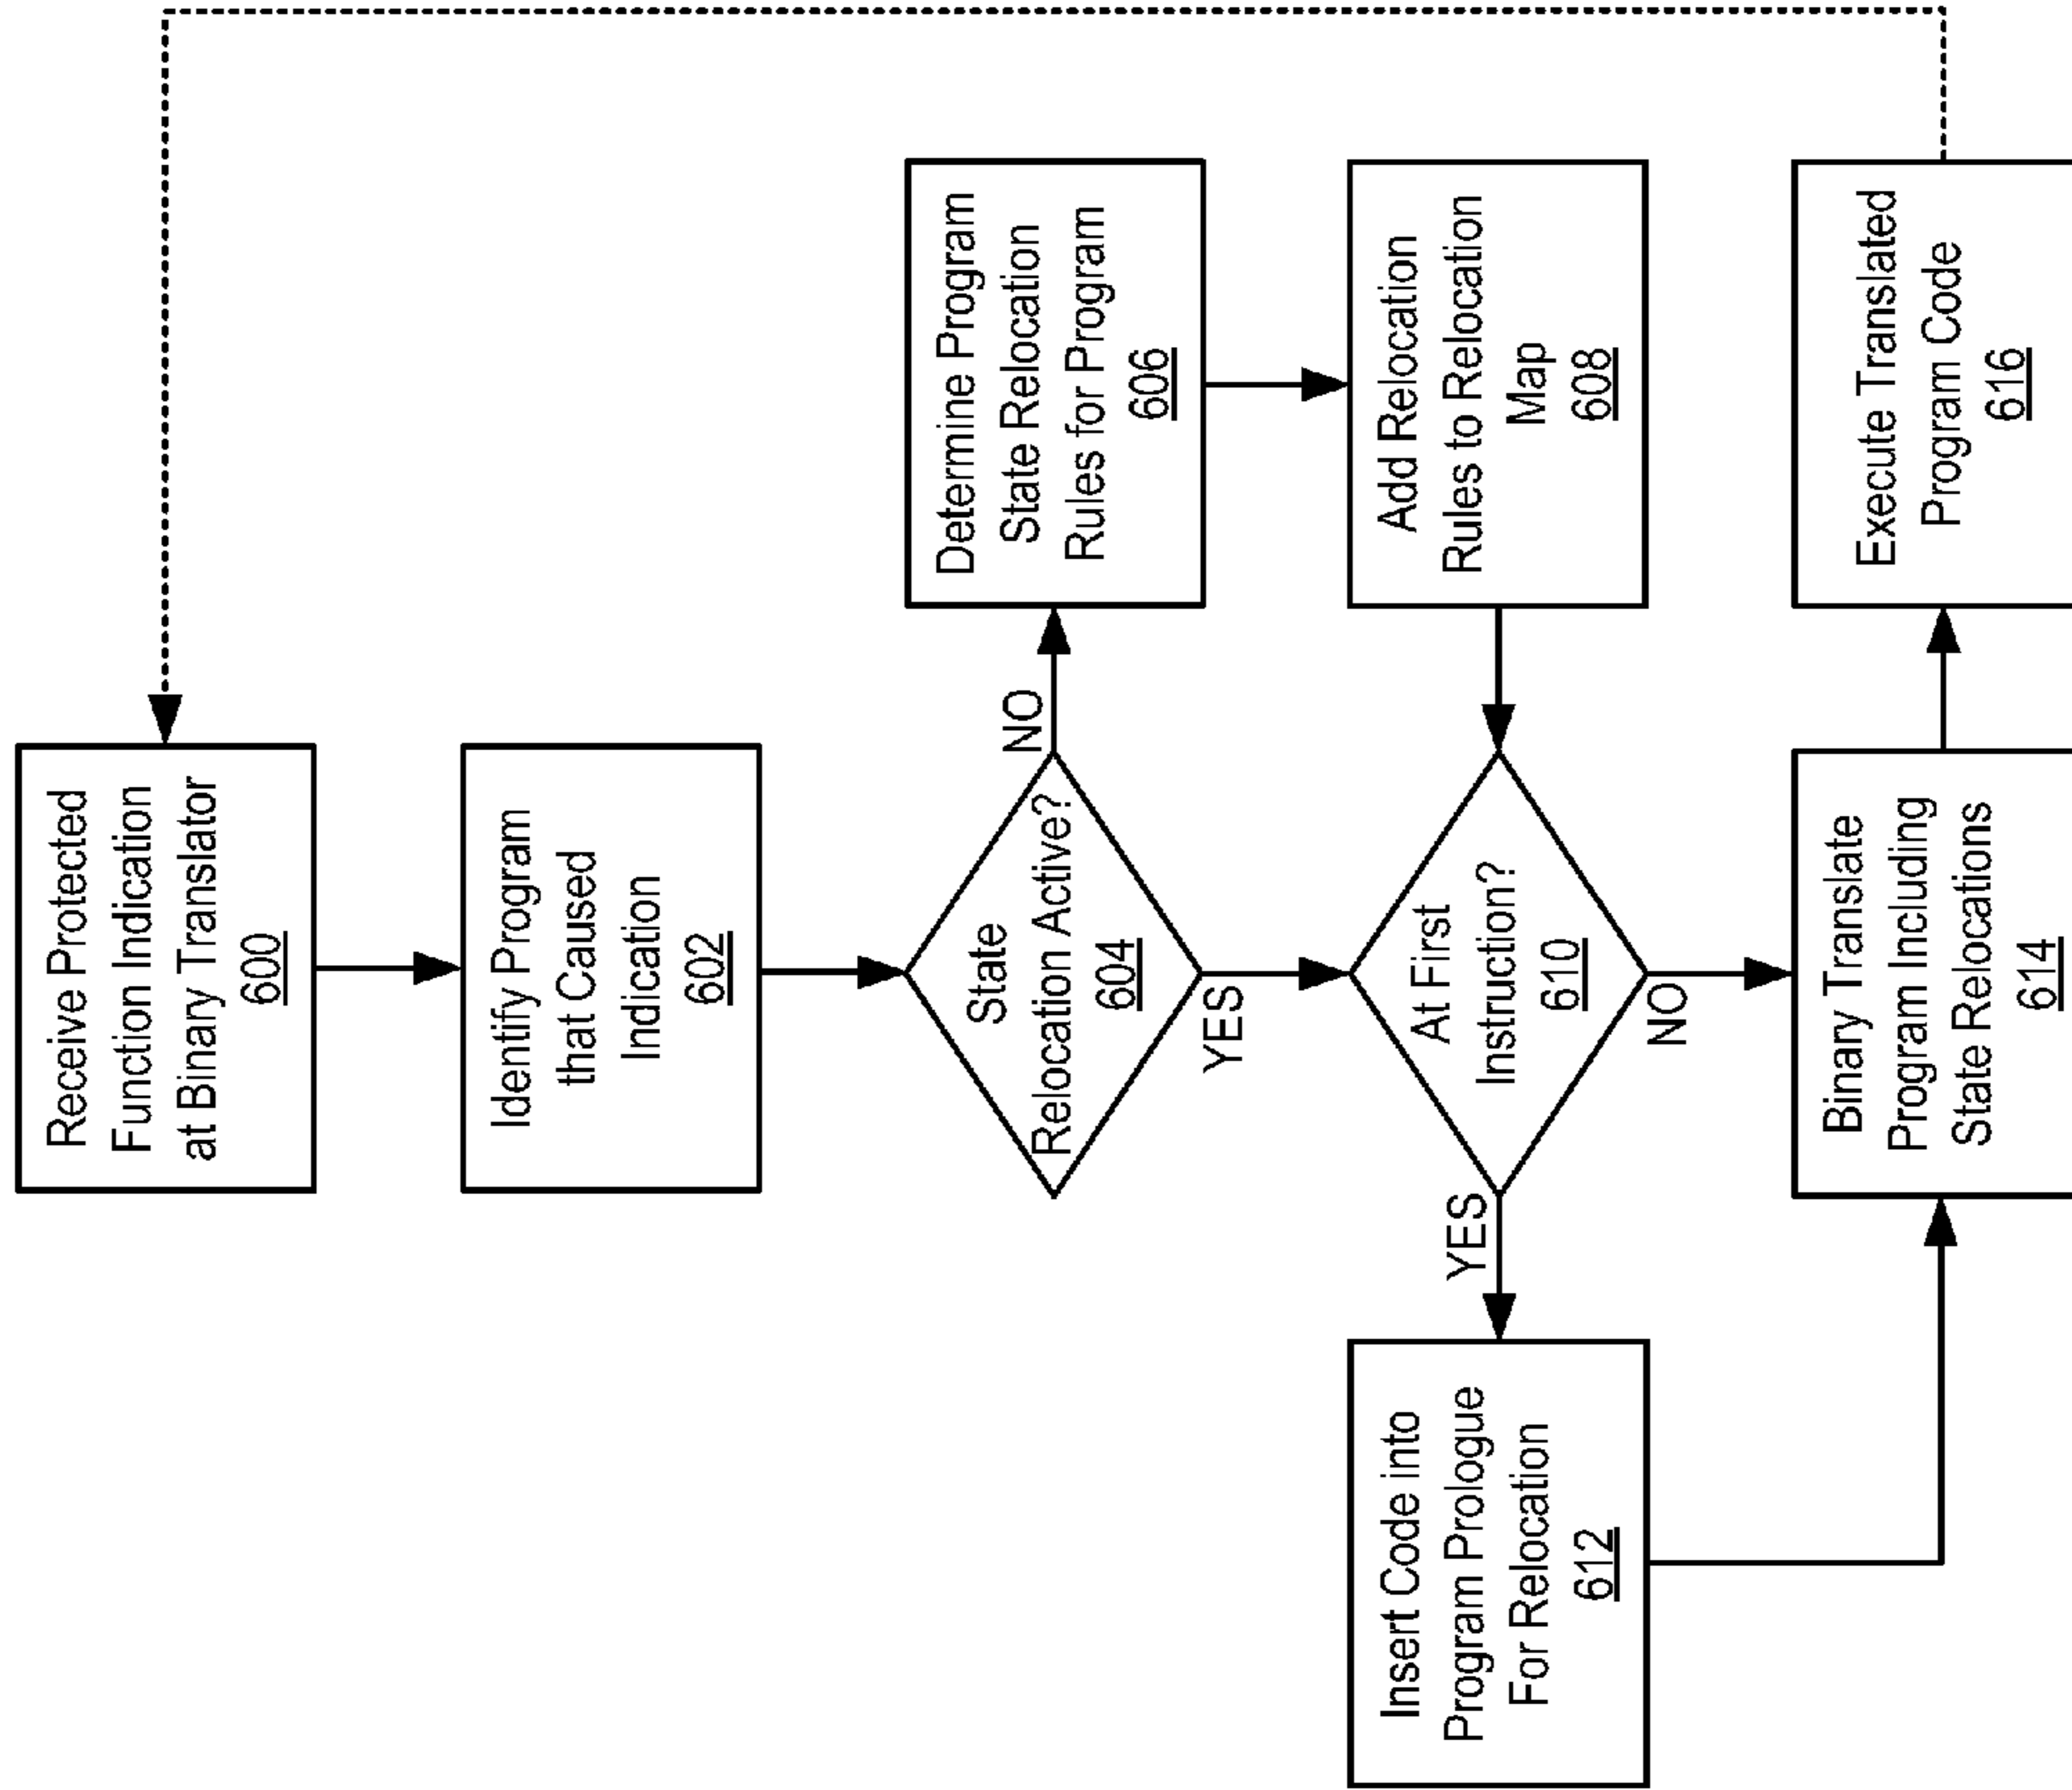 Receive Protected
Function Indication
at Binary Translator
600
Identify Program
that Caused
Indication
602
State
Relocation Active?
604
NO
YES
Determine Program
State Relocation
Rules for Program
606
Add Relocation
Rules to Relocation
Map
608
At First
Instruction?
610
YES
NO
Insert Code into
Program Prologue
For Relocation
612
Binary Translate
Program Including
State Relocations
614
Execute Translated
Program Code
616